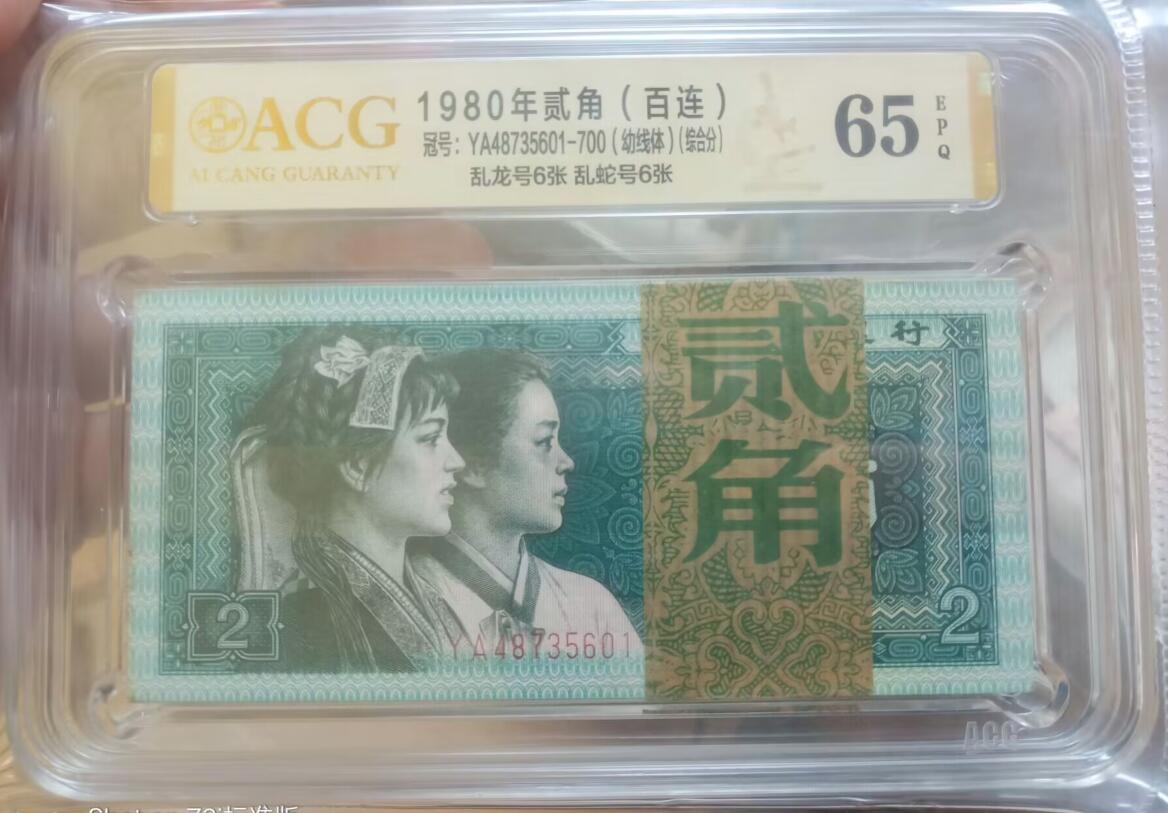 ACG
AI CANG GUARANTY
1980年贰角（百连）
冠号：YA48735601-700（幼线体）（综合分）
乱龙号6张 乱蛇号6张
65
EPQ
行
贰角
2
YA48735601
2
ACG